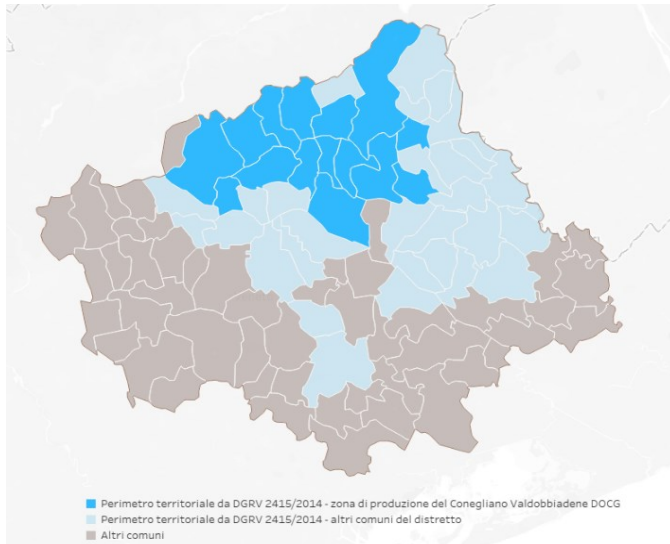 Perimetro territoriale da DGRV 2415/2014 - zona di produzione del Conegliano Valdobbiadene DOCG
Perimetro territoriale da DGRV 2415/2014 - altri comuni del distretto
Altri comuni